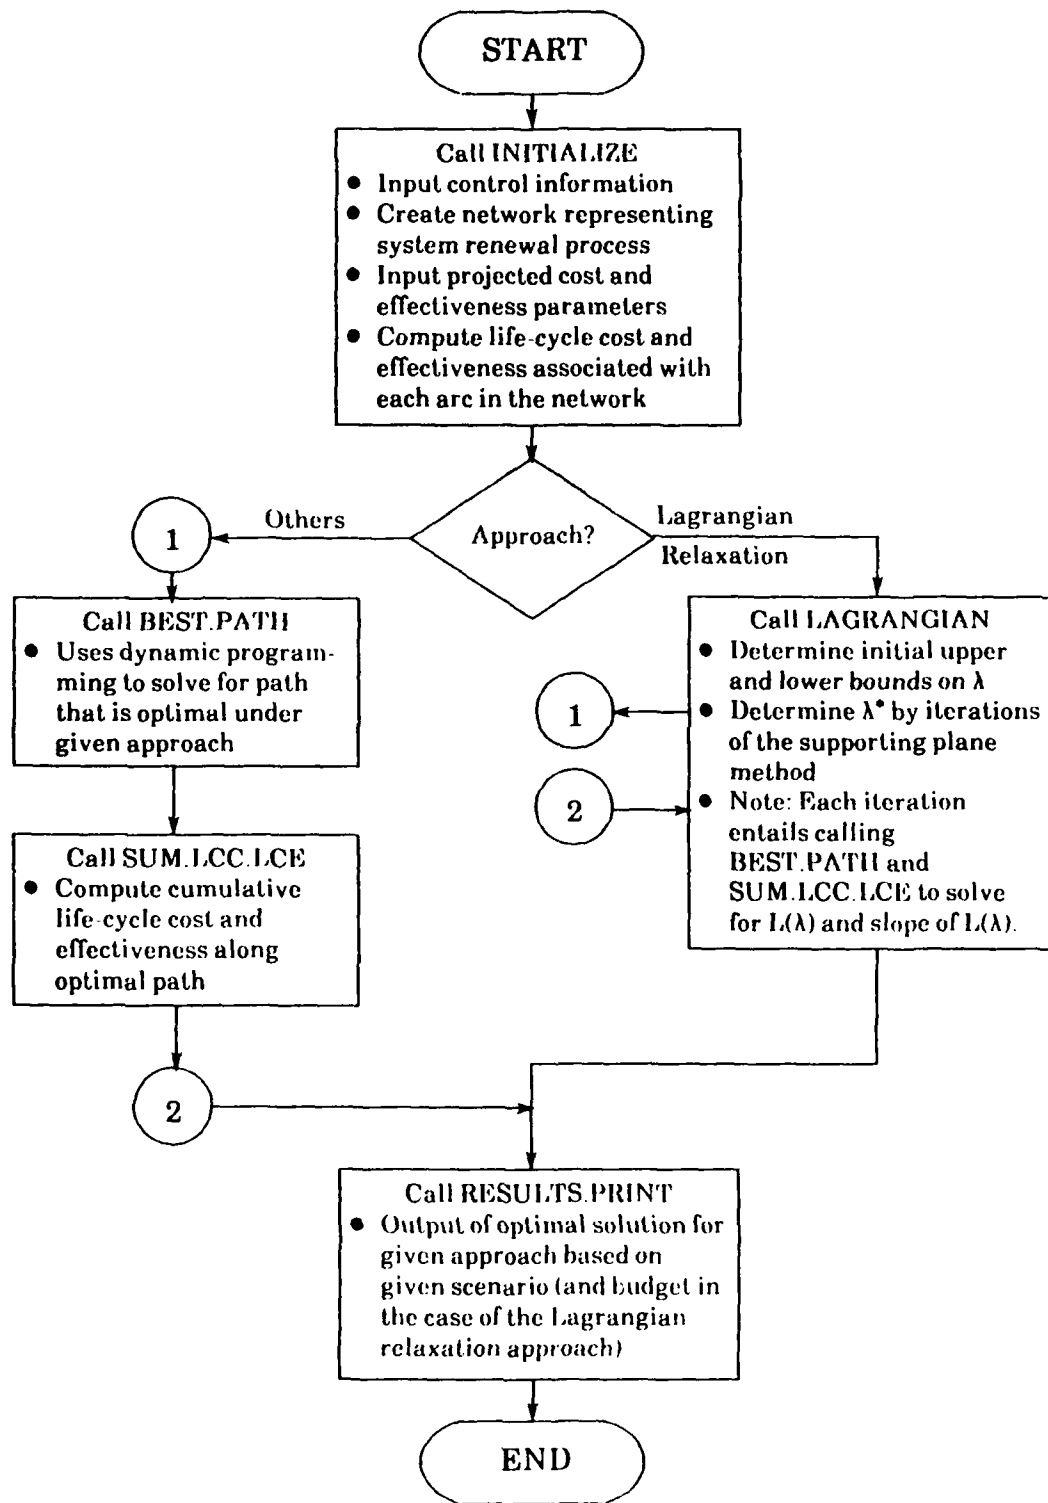 START
Call INITIALIZE
● Input control information
● Create network representing
system renewal process
● Input projected cost and
effectiveness parameters
● Compute life-cycle cost and
effectiveness associated with
each arc in the network
Approach?
Others
Lagrangian
Relaxation
1
Call BEST.PATH
● Uses dynamic program-
ming to solve for path
that is optimal under
given approach
Call SUM.LCC.LCE
● Compute cumulative
life-cycle cost and
effectiveness along
optimal path
2
Call LAGRANGIAN
● Determine initial upper
and lower bounds on λ
● Determine λ* by iterations
of the supporting plane
method
● Note: Each iteration
entails calling
BEST.PATH and
SUM.LCC.LCE to solve
for L(λ) and slope of L(λ).
1
2
Call RESULTS.PRINT
● Output of optimal solution for
given approach based on
given scenario (and budget in
the case of the Lagrangian
relaxation approach)
END